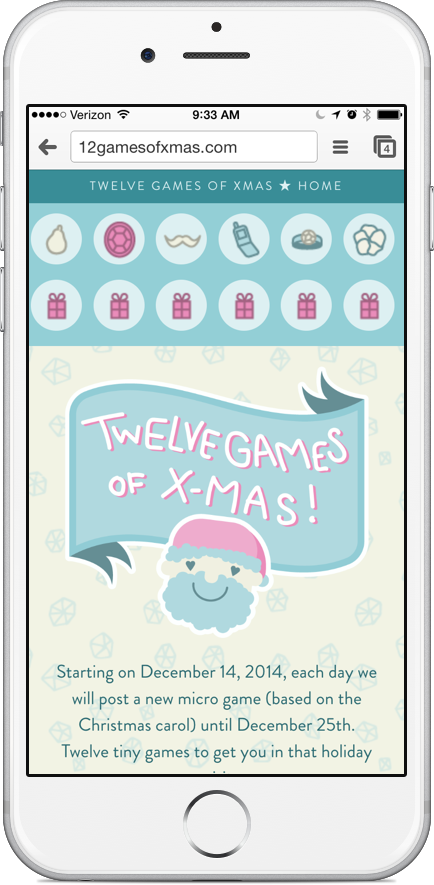 Verizon 9:33 AM
12gamesofxmas.com 4
TWELVE GAMES OF XMAS ★ HOME
TWELVE GAMES
OF X-MAS!
Starting on December 14, 2014, each day we
will post a new micro game (based on the
Christmas carol) until December 25th.
Twelve tiny games to get you in that holiday